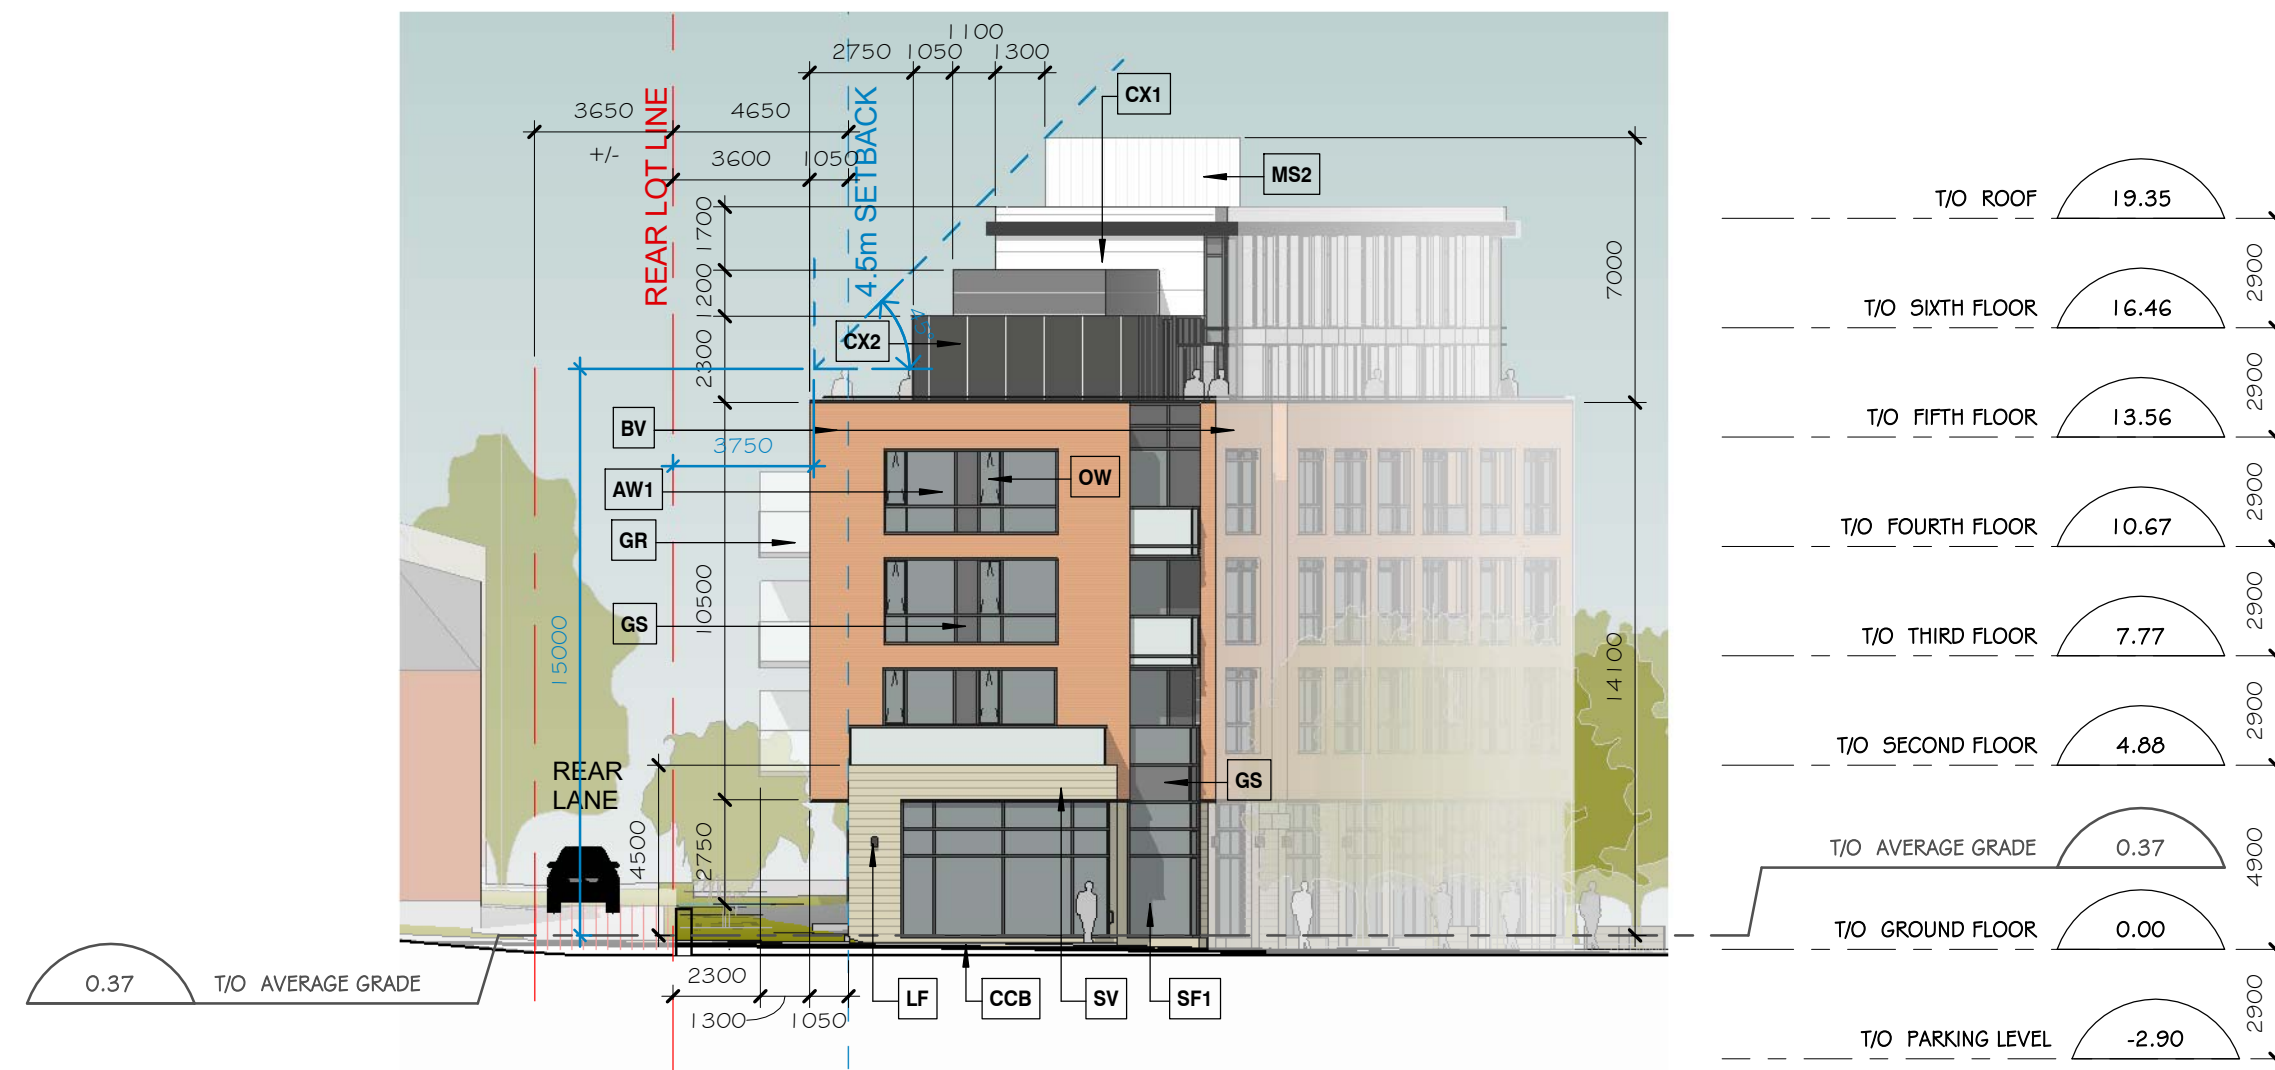 1100
2750 1050 1300
CX1
3650 4650
+/-
3600 1050
REAR LOT LINE
4.5m SETBACK
MS2
1700
1200
2300
CX2
45°
7000
BV
3750
AW1
OW
GR
GS
10500
15000
14100
REAR
LANE
GS
4500
2750
2300
1300 1050
LF
CCB
SV
SF1
0.37 T/O AVERAGE GRADE
T/O ROOF 19.35
2900
T/O SIXTH FLOOR 16.46
2900
T/O FIFTH FLOOR 13.56
2900
T/O FOURTH FLOOR 10.67
2900
T/O THIRD FLOOR 7.77
2900
T/O SECOND FLOOR 4.88
T/O AVERAGE GRADE 0.37
4900
T/O GROUND FLOOR 0.00
2900
T/O PARKING LEVEL -2.90